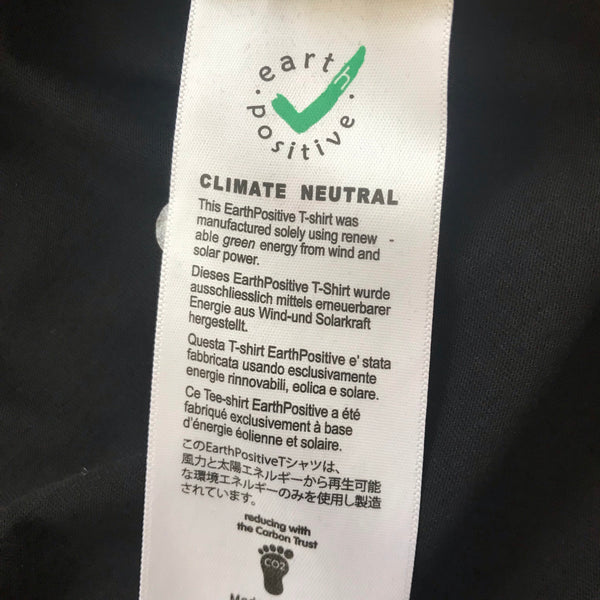 earth
positive
CLIMATE NEUTRAL
This EarthPositive T-shirt was
manufactured solely using renew -
able green energy from wind and
solar power.
Dieses EarthPositive T-Shirt wurde
ausschliesslich mittels erneuerbarer
Energie aus Wind-und Solarkraft
hergestellt.
Questa T-shirt EarthPositive e' stata
fabbricata usando esclusivamente
energie rinnovabili, eolica e solare.
Ce Tee-shirt EarthPositive a été
fabriqué exclusivement à base
d'énergie éolienne et solaire.
このEarthPositiveTシャツは、
風力と太陽エネルギーから再生可能
な環境エネルギーのみを使用し製造
されています。
reducing with
the Carbon Trust
CO2